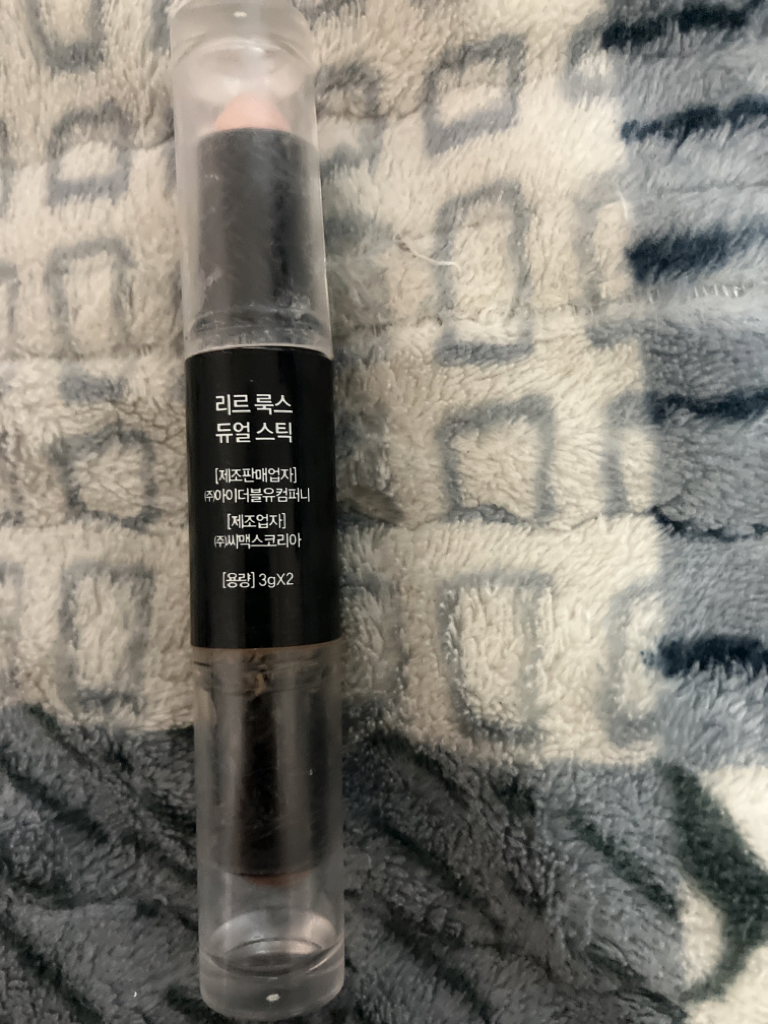 리르 룩스
듀얼 스틱
[제조판매업자]
㈜아이더블유컴퍼니
[제조업자]
㈜씨맥스코리아
[용량] 3gX2